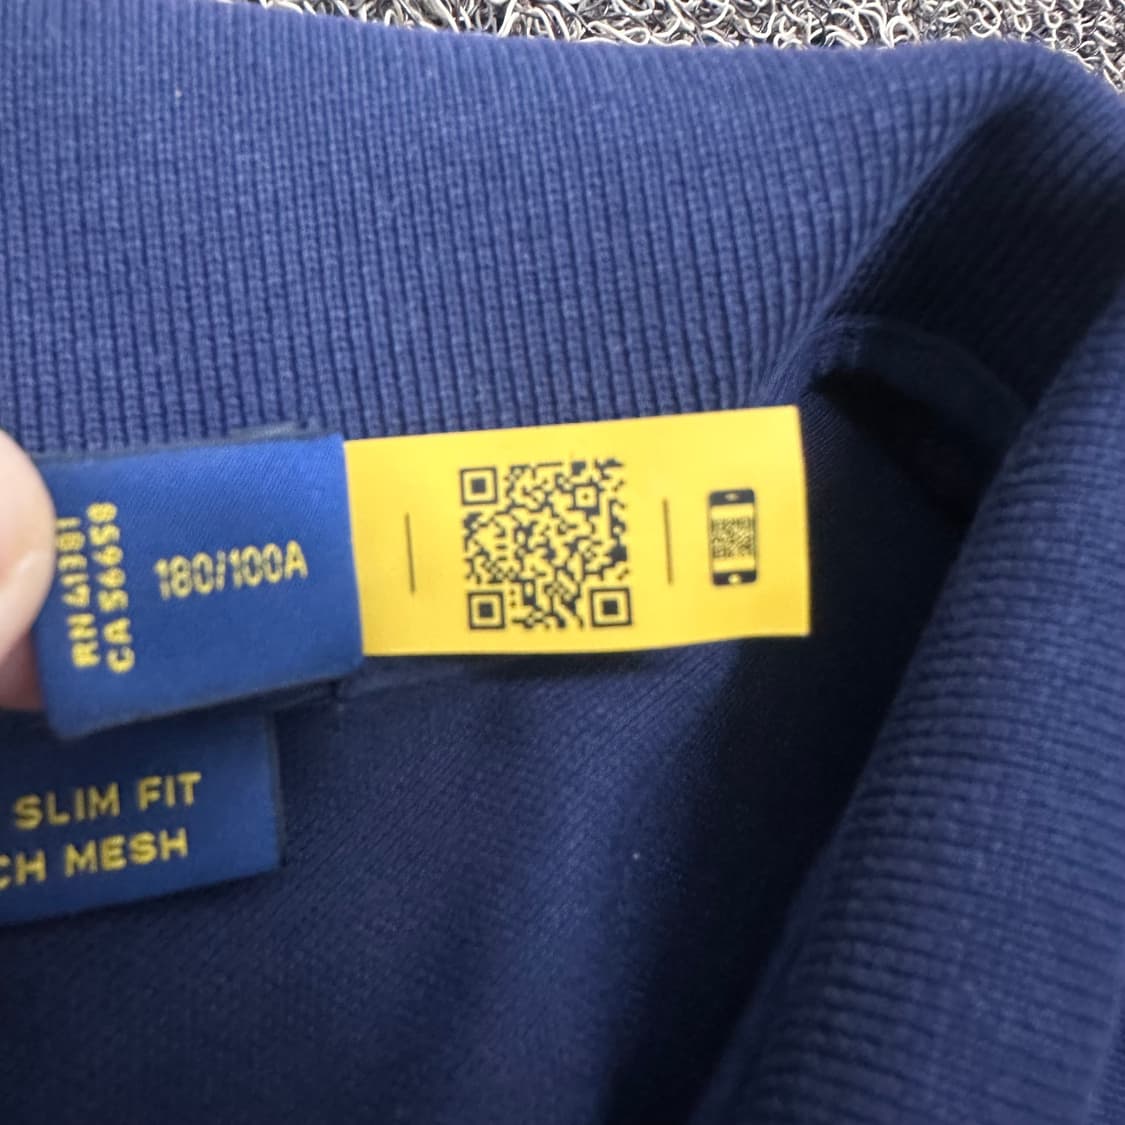 RN 41381
CA 56658
180/100A
SLIM FIT
CH MESH